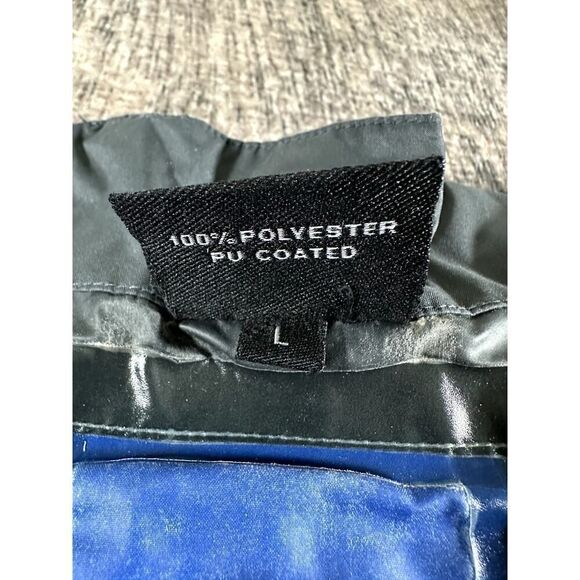 100% POLYESTER
PU COATED
L